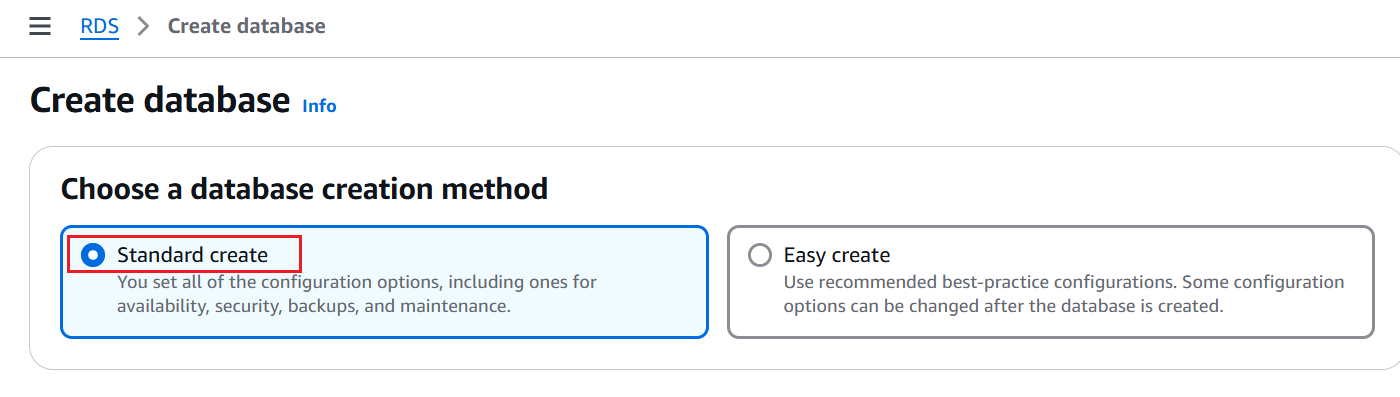 RDS > Create database
Create database Info
Choose a database creation method
Standard create
You set all of the configuration options, including ones for
availability, security, backups, and maintenance.
Easy create
Use recommended best-practice configurations. Some configuration
options can be changed after the database is created.